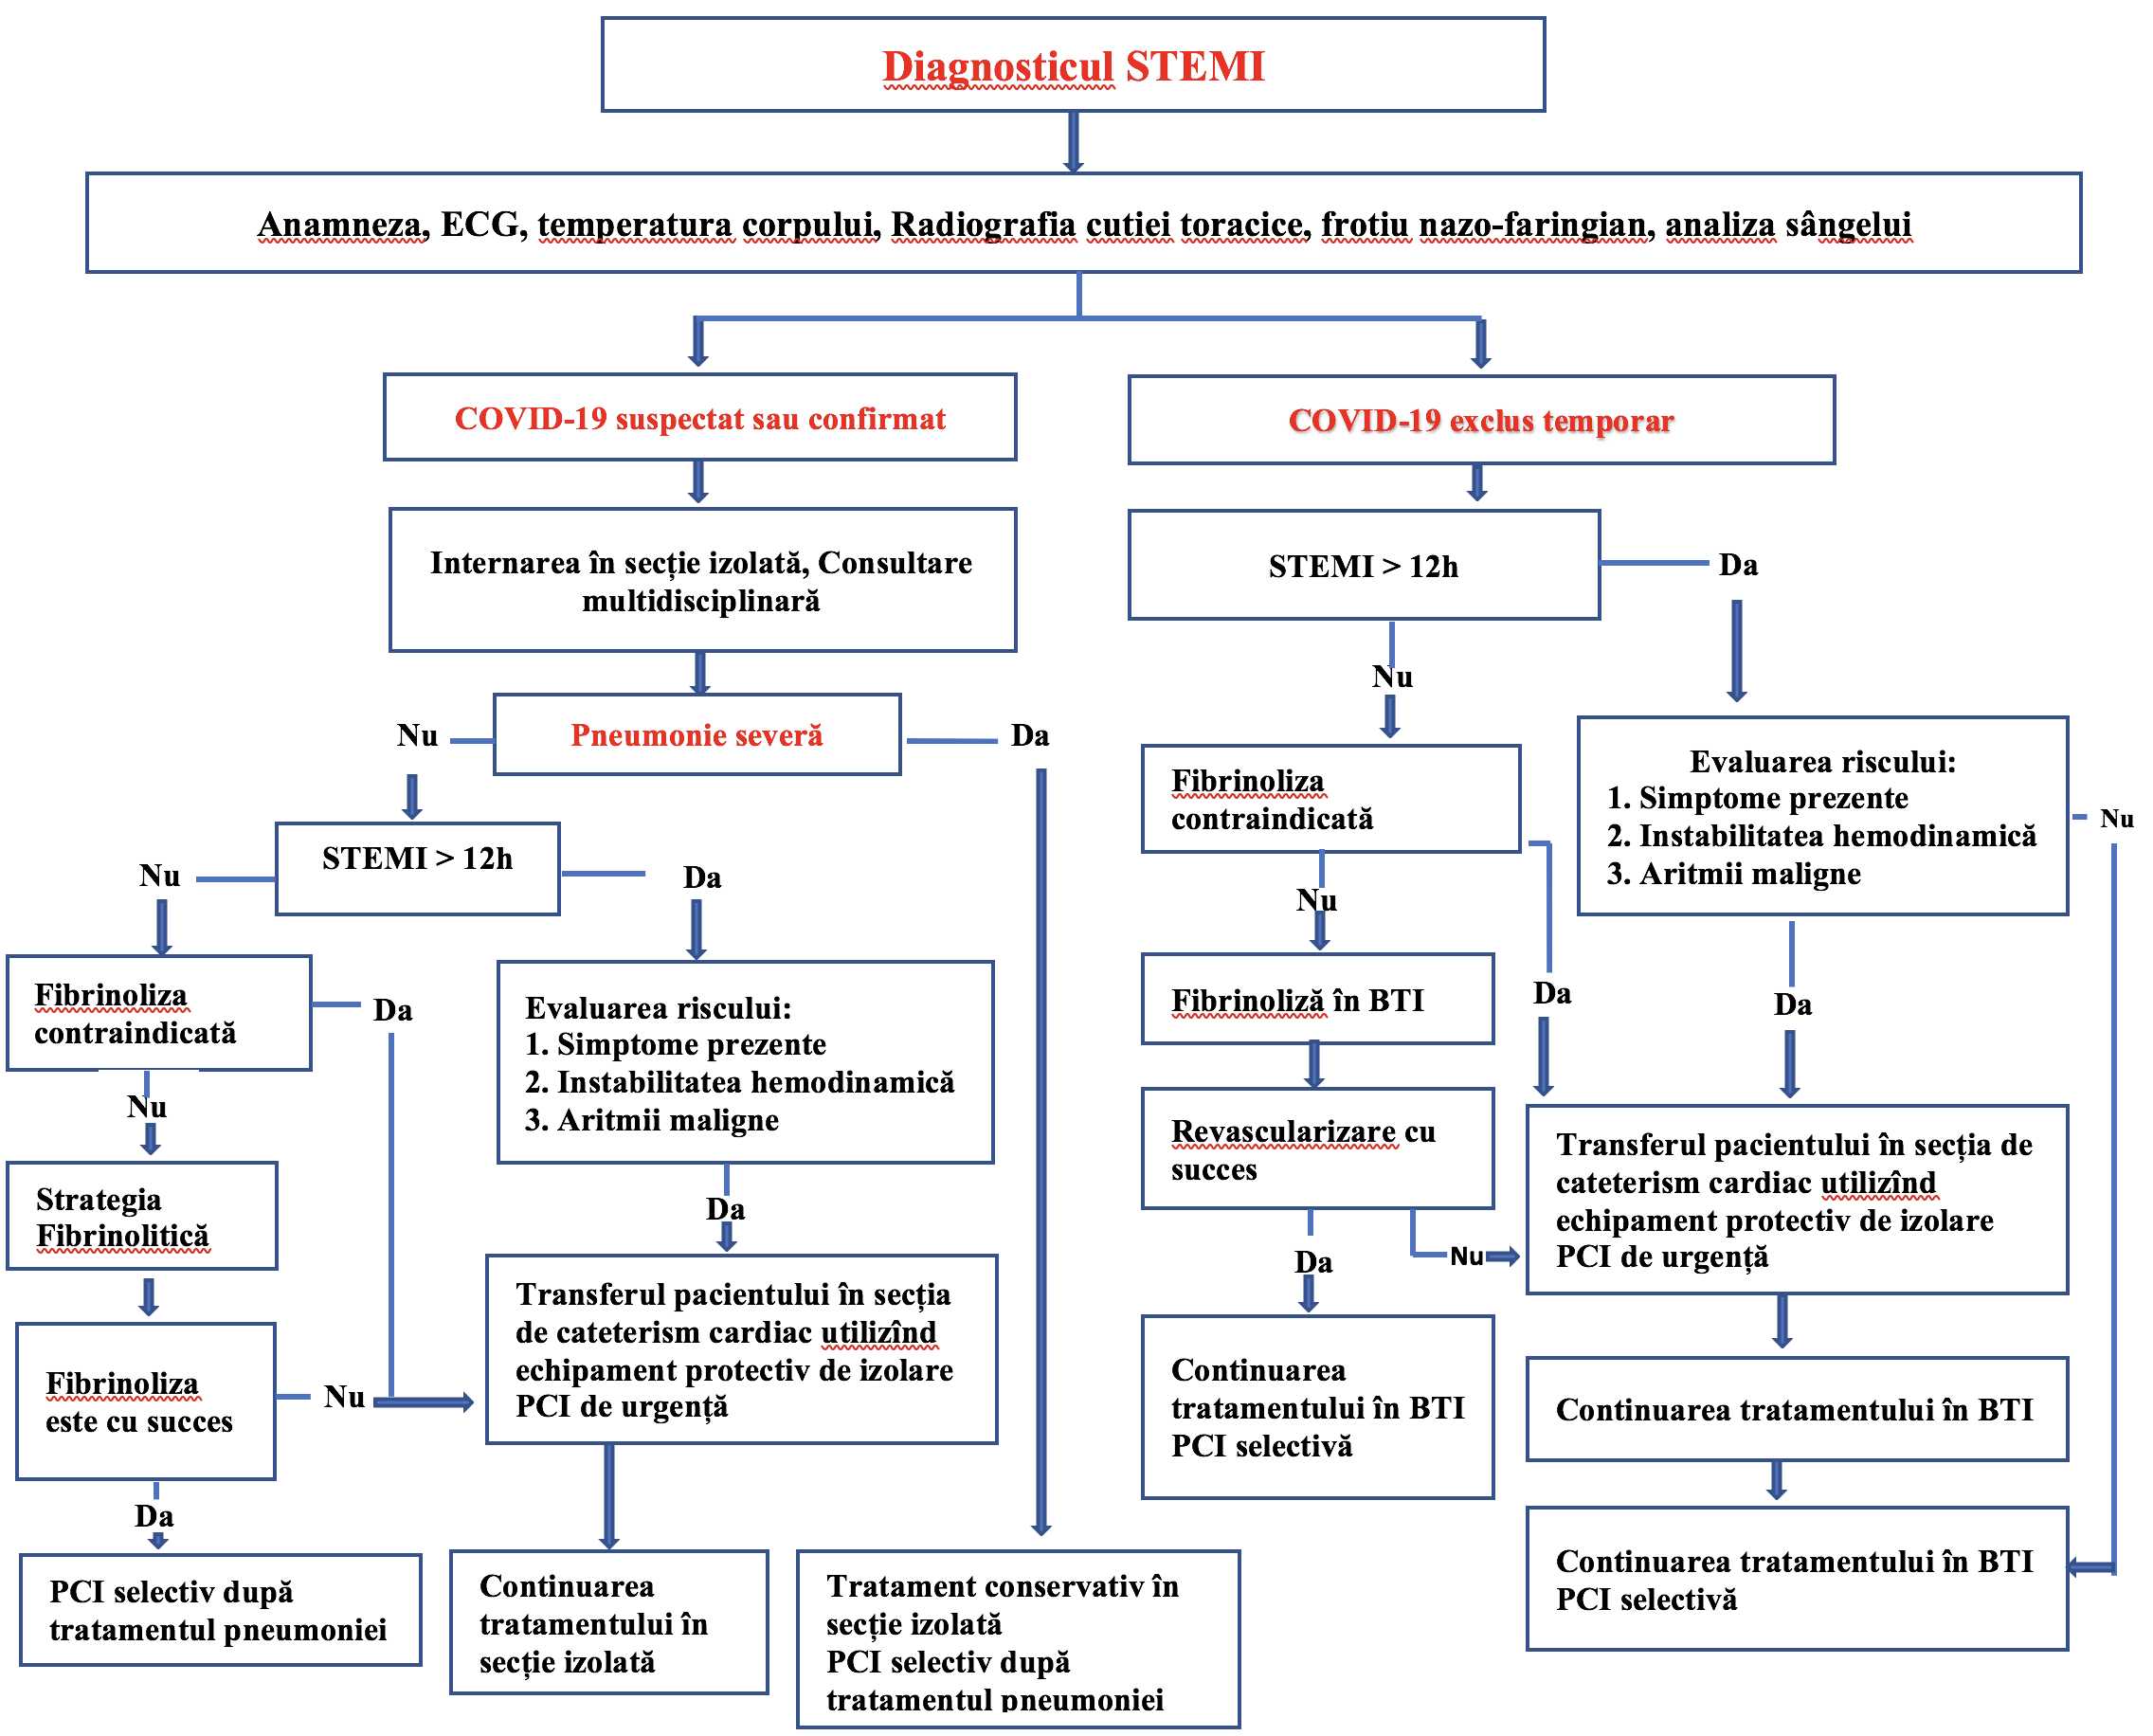 Diagnosticul STEMI
Anamneza, ECG, temperatura corpului, Radiografia cutiei toracice, frotiu nazo-faringian, analiza sângelui
COVID-19 suspectat sau confirmat
COVID-19 exclus temporar
Internarea în secție izolată, Consultare
multidisciplinară
STEMI > 12h
Da
Nu
Nu
Pneumonie severă
Da
Evaluarea riscului:
1. Simptome prezente
2. Instabilitatea hemodinamică
3. Aritmii maligne
Nu
Fibrinoliza
contraindicată
STEMI > 12h
Nu
Da
Nu
Fibrinoliza
contraindicată
Da
Evaluarea riscului:
1. Simptome prezente
2. Instabilitatea hemodinamică
3. Aritmii maligne
Fibrinoliză în BTI
Da
Da
Nu
Strategia
Fibrinolitică
Da
Revascularizare cu
succes
Transferul pacientului în secția de
cateterism cardiac utilizînd
echipament protectiv de izolare
PCI de urgență
Da
Nu
Fibrinoliza
este cu succes
Nu
Transferul pacientului în secția
de cateterism cardiac utilizînd
echipament protectiv de izolare
PCI de urgență
Continuarea
tratamentului în BTI
PCI selectivă
Continuarea tratamentului în BTI
Da
PCI selectiv după
tratamentul pneumoniei
Continuarea
tratamentului în
secție izolată
Tratament conservativ în
secție izolată
PCI selectiv după
tratamentul pneumoniei
Continuarea tratamentului în BTI
PCI selectivă